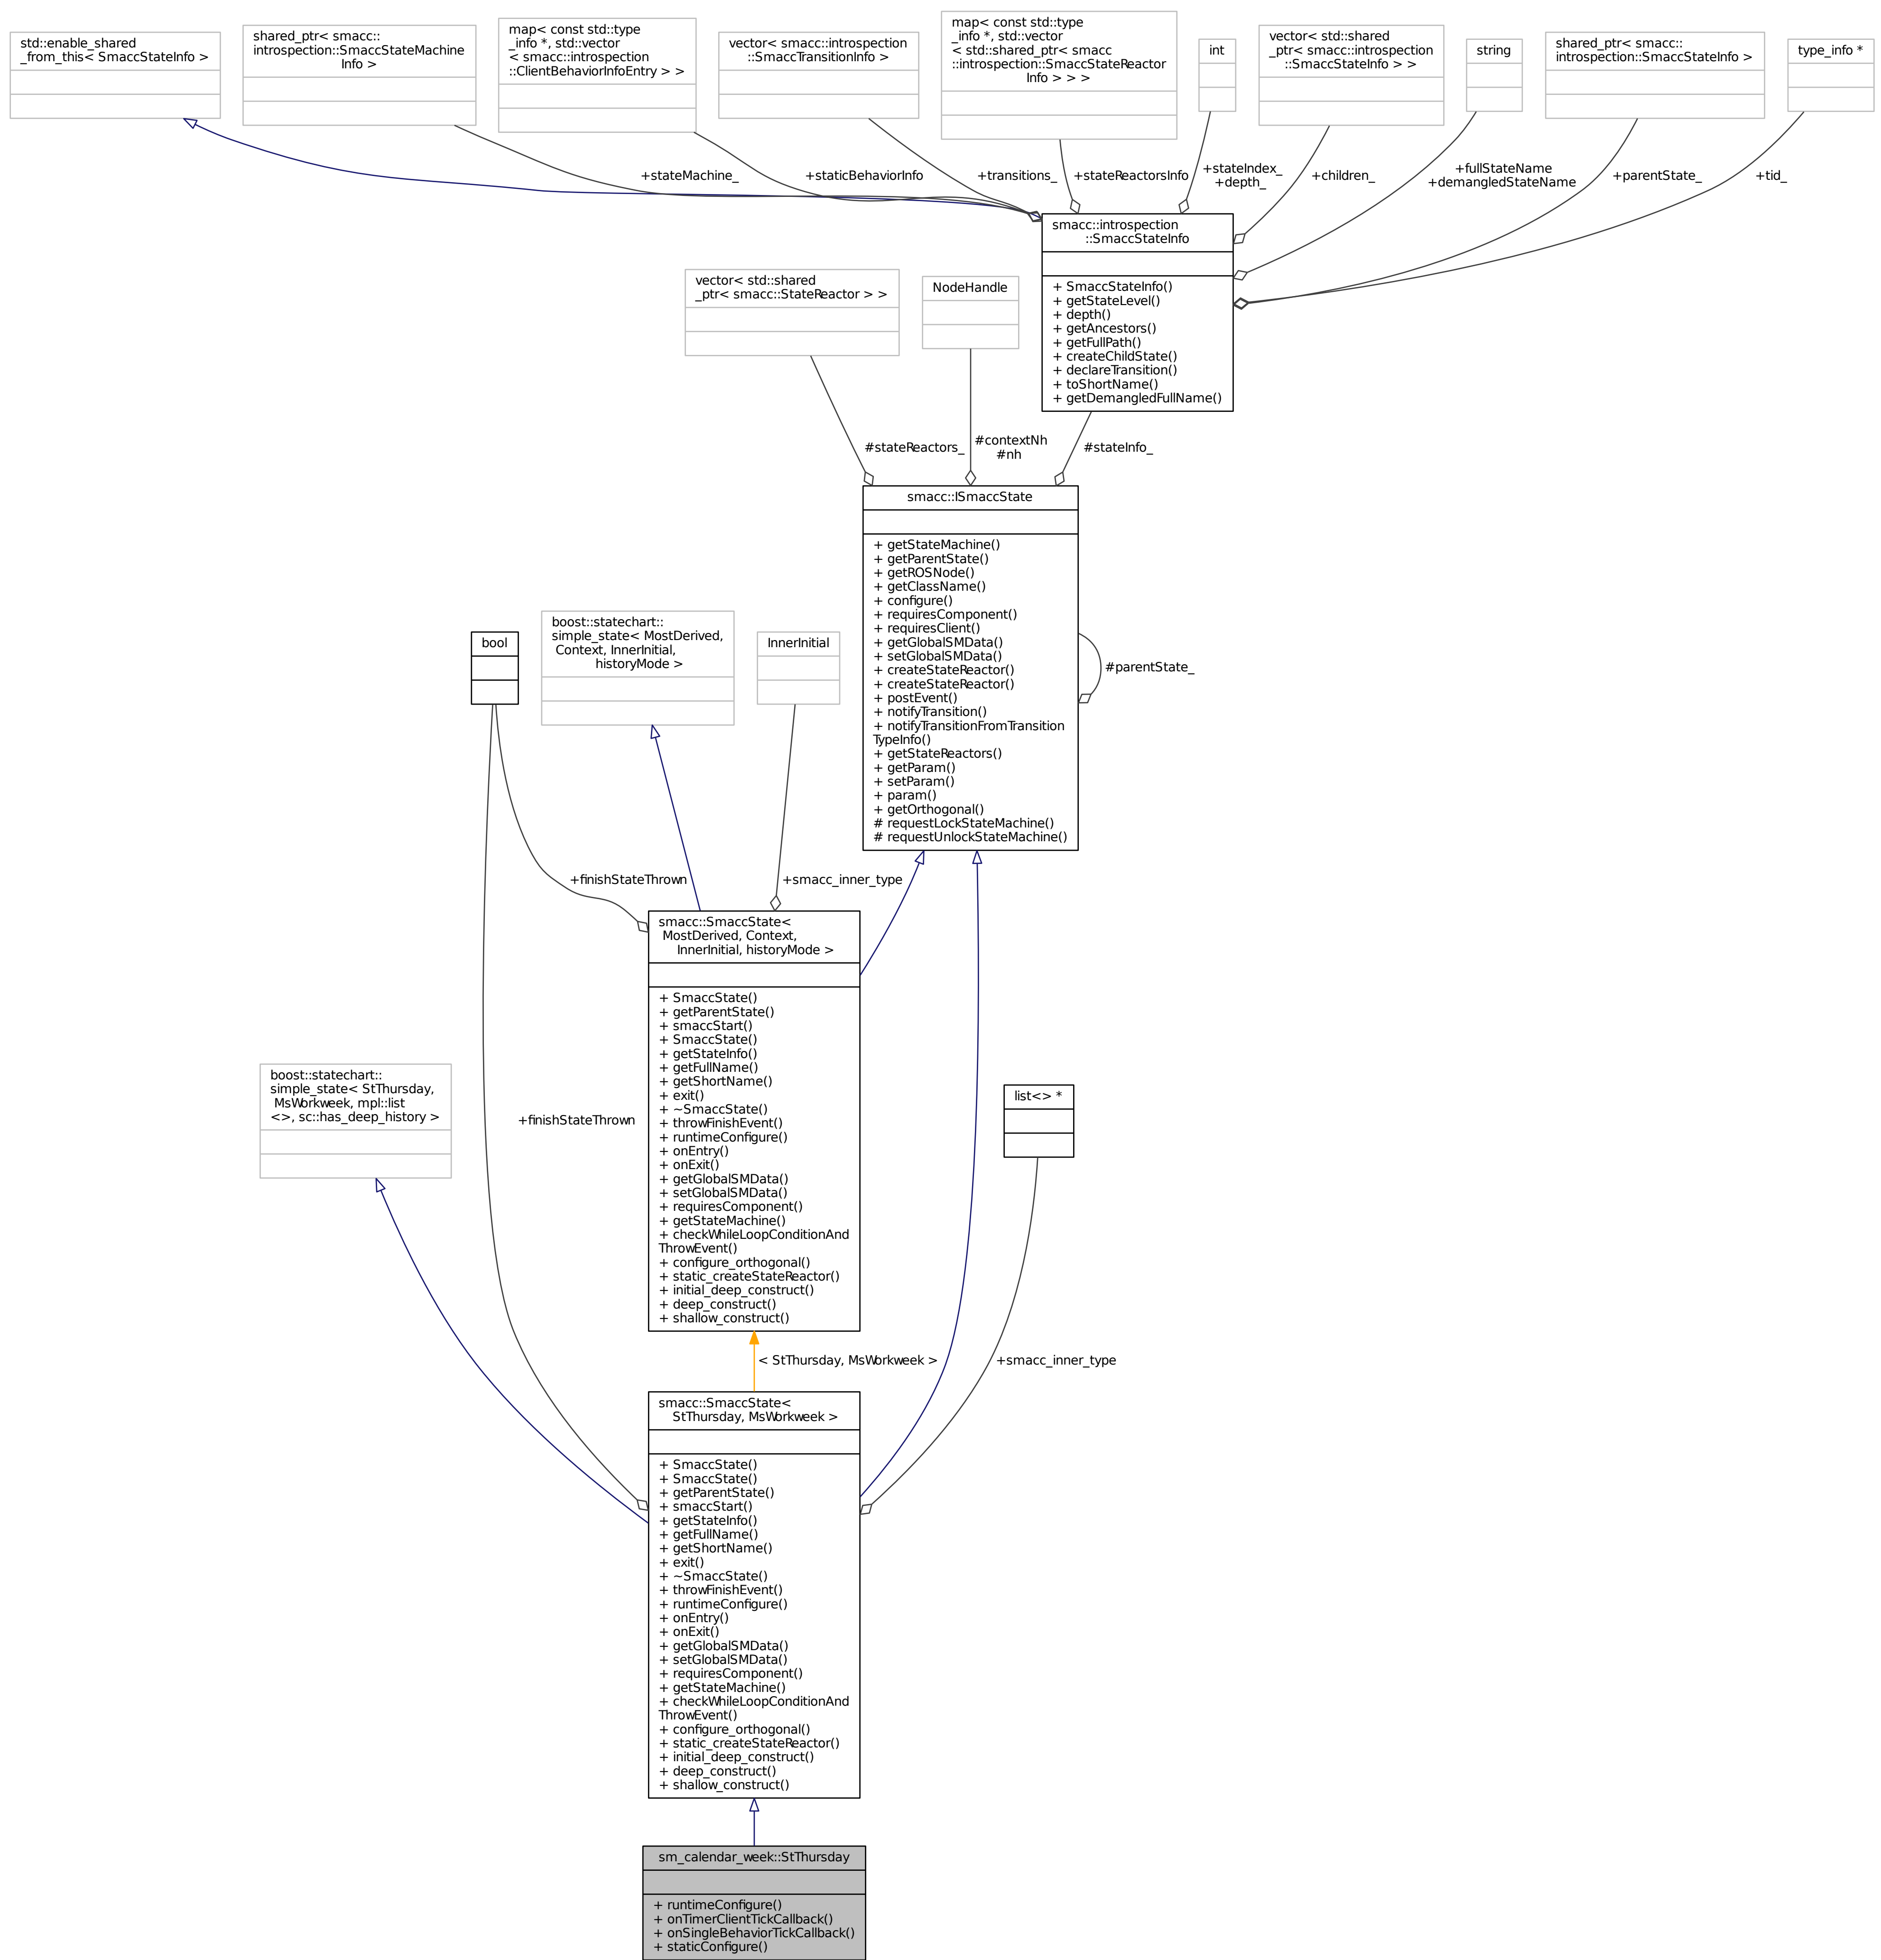 std::enable_shared
_from_this< SmaccStateInfo >
shared_ptr< smacc::
introspection::SmaccStateMachine
Info >
map< const std::type
_info *, std::vector
< smacc::introspection
::ClientBehaviorInfoEntry > >
vector< smacc::introspection
::SmaccTransitionInfo >
map< const std::type
_info *, std::vector
< std::shared_ptr< smacc
::introspection::SmaccStateReactor
Info > > >
int
vector< std::shared
_ptr< smacc::introspection
::SmaccStateInfo > >
string
shared_ptr< smacc::
introspection::SmaccStateInfo >
type_info *
+stateMachine_
+staticBehaviorInfo
+transitions_
+stateReactorsInfo
+stateIndex_
+depth_
+children_
+fullStateName
+demangledStateName
+parentState_
+tid_
smacc::introspection
::SmaccStateInfo
+ SmaccStateInfo()
+ getStateLevel()
+ depth()
+ getAncestors()
+ getFullPath()
+ createChildState()
+ declareTransition()
+ toShortName()
+ getDemangledFullName()
vector< std::shared
_ptr< smacc::StateReactor > >
NodeHandle
#stateReactors_
#contextNh
#nh
#stateInfo_
smacc::ISmaccState
+ getStateMachine()
+ getParentState()
+ getROSNode()
+ getClassName()
+ configure()
+ requiresComponent()
+ requiresClient()
+ getGlobalSMData()
+ setGlobalSMData()
+ createStateReactor()
+ createStateReactor()
+ postEvent()
+ notifyTransition()
+ notifyTransitionFromTransition
TypeInfo()
+ getStateReactors()
+ getParam()
+ setParam()
+ param()
+ getOrthogonal()
# requestLockStateMachine()
# requestUnlockStateMachine()
#parentState_
bool
boost::statechart::
simple_state< MostDerived,
Context, InnerInitial,
historyMode >
InnerInitial
+finishStateThrown
+smacc_inner_type
smacc::SmaccState<
MostDerived, Context,
InnerInitial, historyMode >
+ SmaccState()
+ getParentState()
+ smaccStart()
+ SmaccState()
+ getStateInfo()
+ getFullName()
+ getShortName()
+ exit()
+ ~SmaccState()
+ throwFinishEvent()
+ runtimeConfigure()
+ onEntry()
+ onExit()
+ getGlobalSMData()
+ setGlobalSMData()
+ requiresComponent()
+ getStateMachine()
+ checkWhileLoopConditionAnd
ThrowEvent()
+ configure_orthogonal()
+ static_createStateReactor()
+ initial_deep_construct()
+ deep_construct()
+ shallow_construct()
boost::statechart::
simple_state< StThursday,
MsWorkweek, mpl::list
<>, sc::has_deep_history >
+finishStateThrown
list<> *
< StThursday, MsWorkweek >
+smacc_inner_type
smacc::SmaccState<
StThursday, MsWorkweek >
+ SmaccState()
+ SmaccState()
+ getParentState()
+ smaccStart()
+ getStateInfo()
+ getFullName()
+ getShortName()
+ exit()
+ ~SmaccState()
+ throwFinishEvent()
+ runtimeConfigure()
+ onEntry()
+ onExit()
+ getGlobalSMData()
+ setGlobalSMData()
+ requiresComponent()
+ getStateMachine()
+ checkWhileLoopConditionAnd
ThrowEvent()
+ configure_orthogonal()
+ static_createStateReactor()
+ initial_deep_construct()
+ deep_construct()
+ shallow_construct()
sm_calendar_week::StThursday
+ runtimeConfigure()
+ onTimerClientTickCallback()
+ onSingleBehaviorTickCallback()
+ staticConfigure()